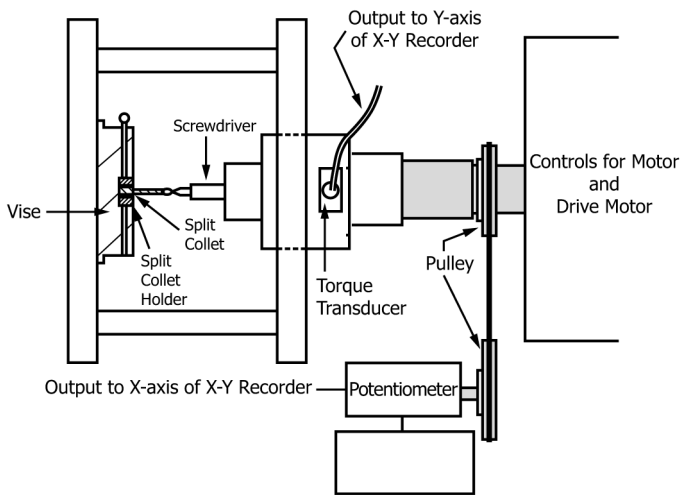 Output to Y-axis
of X-Y Recorder
Screwdriver
Controls for Motor
and
Drive Motor
Vise
Split
Collet
Split
Collet
Holder
Pulley
Torque
Transducer
Output to X-axis of X-Y Recorder
Potentiometer